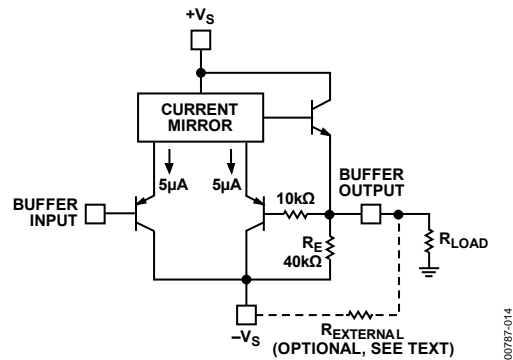 +VS
CURRENT
MIRROR
5µA
5µA
BUFFER
INPUT
10kΩ
BUFFER
OUTPUT
RE
40kΩ
RLOAD
–VS
REXTERNAL
(OPTIONAL, SEE TEXT)
00787-014